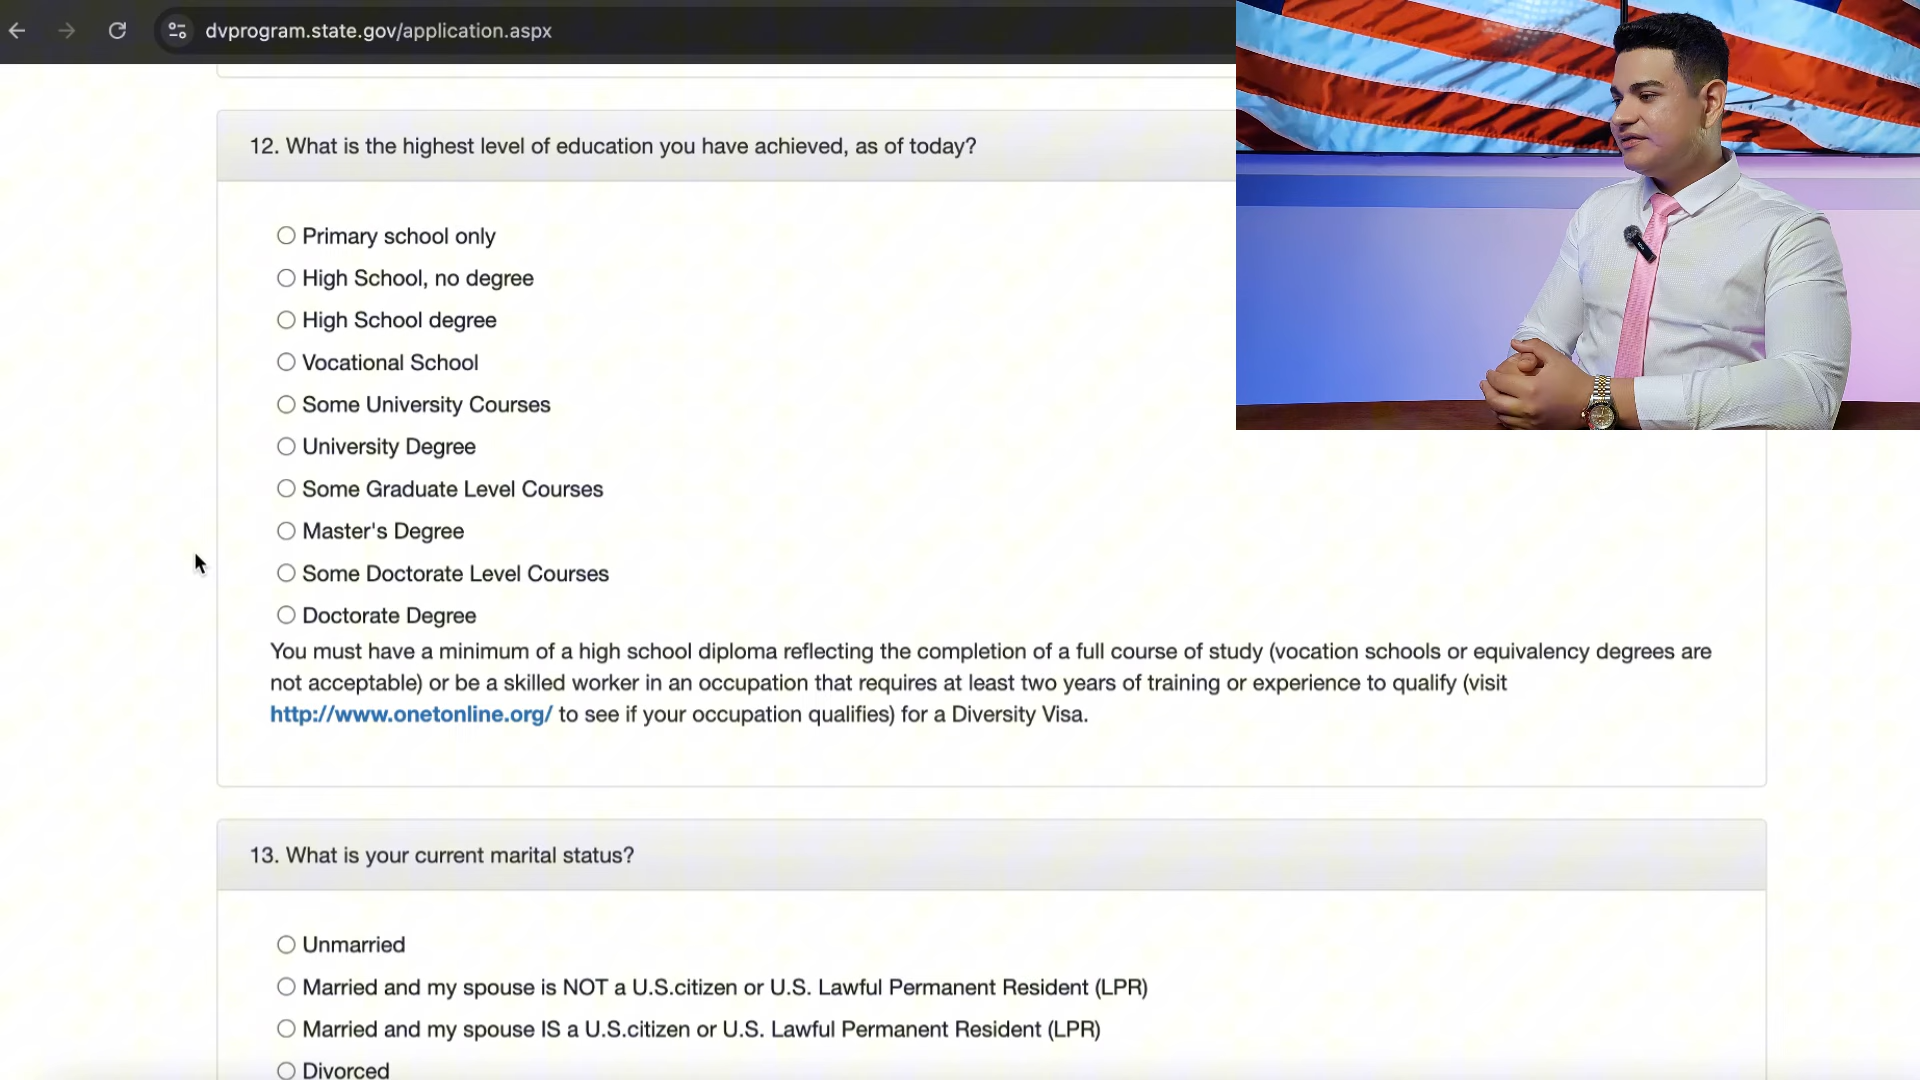 dvprogram.state.gov/application.aspx
12. What is the highest level of education you have achieved, as of today?
Primary school only
High School, no degree
High School degree
Vocational School
Some University Courses
University Degree
Some Graduate Level Courses
Master's Degree
Some Doctorate Level Courses
Doctorate Degree
You must have a minimum of a high school diploma reflecting the completion of a full course of study (vocation schools or equivalency degrees are
not acceptable) or be a skilled worker in an occupation that requires at least two years of training or experience to qualify (visit
http://www.onetonline.org/ to see if your occupation qualifies) for a Diversity Visa.
13. What is your current marital status?
Unmarried
Married and my spouse is NOT a U.S.citizen or U.S. Lawful Permanent Resident (LPR)
Married and my spouse IS a U.S.citizen or U.S. Lawful Permanent Resident (LPR)
Divorced